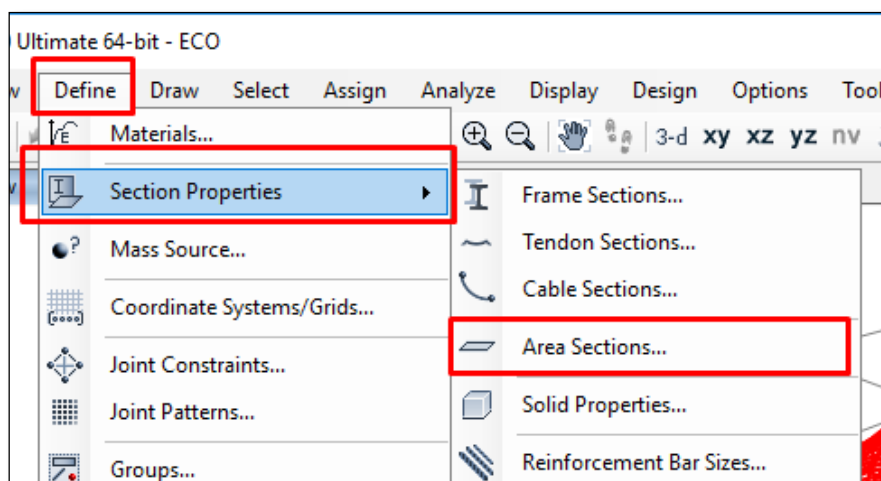 Ultimate 64-bit - ECO
w Define Draw Select Assign Analyze Display Design Options Tool
Materials... 3-d xy xz yz nv
Section Properties
Frame Sections...
Mass Source...
Tendon Sections...
Coordinate Systems/Grids...
Cable Sections...
Joint Constraints...
Area Sections...
Joint Patterns...
Solid Properties...
Groups...
Reinforcement Bar Sizes...